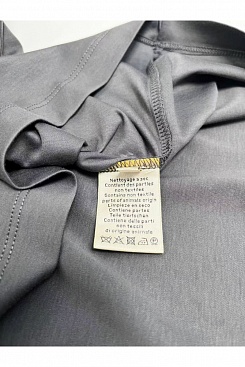 Nettoyage à sec
Contient des parties
non textiles
Contains non textile
parts of animals origin
Limpieza en seco
Contiene partes
Teile tierischen
Contiene delle parti
non tessili
di origine animale